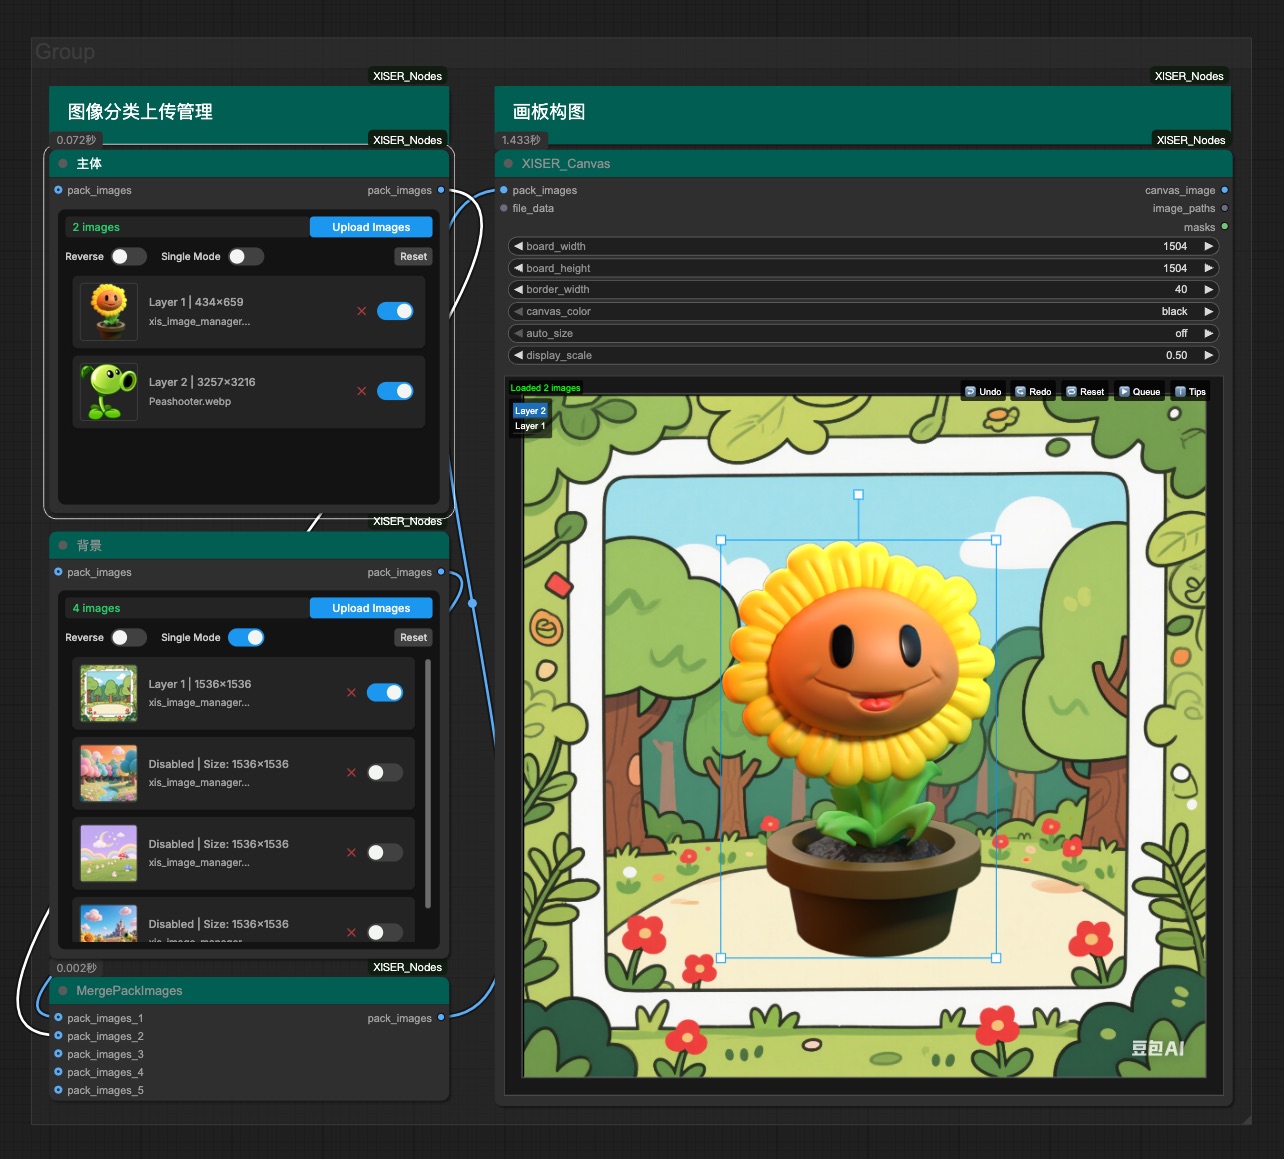 Group
XISER_Nodes
图像分类上传管理
0.072秒
XISER_Nodes
主体
pack_images
pack_images
2 images
Upload Images
Reverse
Single Mode
Reset
Layer 1 | 434×659
xis_image_manager...
×
Layer 2 | 3257×3216
Peashooter.webp
×
XISER_Nodes
背景
pack_images
pack_images
4 images
Upload Images
Reverse
Single Mode
Reset
Layer 1 | 1536×1536
xis_image_manager...
×
Disabled | Size: 1536×1536
xis_image_manager...
×
Disabled | Size: 1536×1536
xis_image_manager...
×
Disabled | Size: 1536×1536
xis_image_manager...
×
0.002秒
XISER_Nodes
MergePackImages
pack_images_1
pack_images
pack_images_2
pack_images_3
pack_images_4
pack_images_5
XISER_Nodes
画板构图
1.433秒
XISER_Nodes
XISER_Canvas
pack_images
canvas_image
file_data
image_paths
masks
board_width 1504
board_height 1504
border_width 40
canvas_color black
auto_size off
display_scale 0.50
Loaded 2 images
Undo
Redo
Reset
Queue
Tips
Layer 2
Layer 1
豆包AI